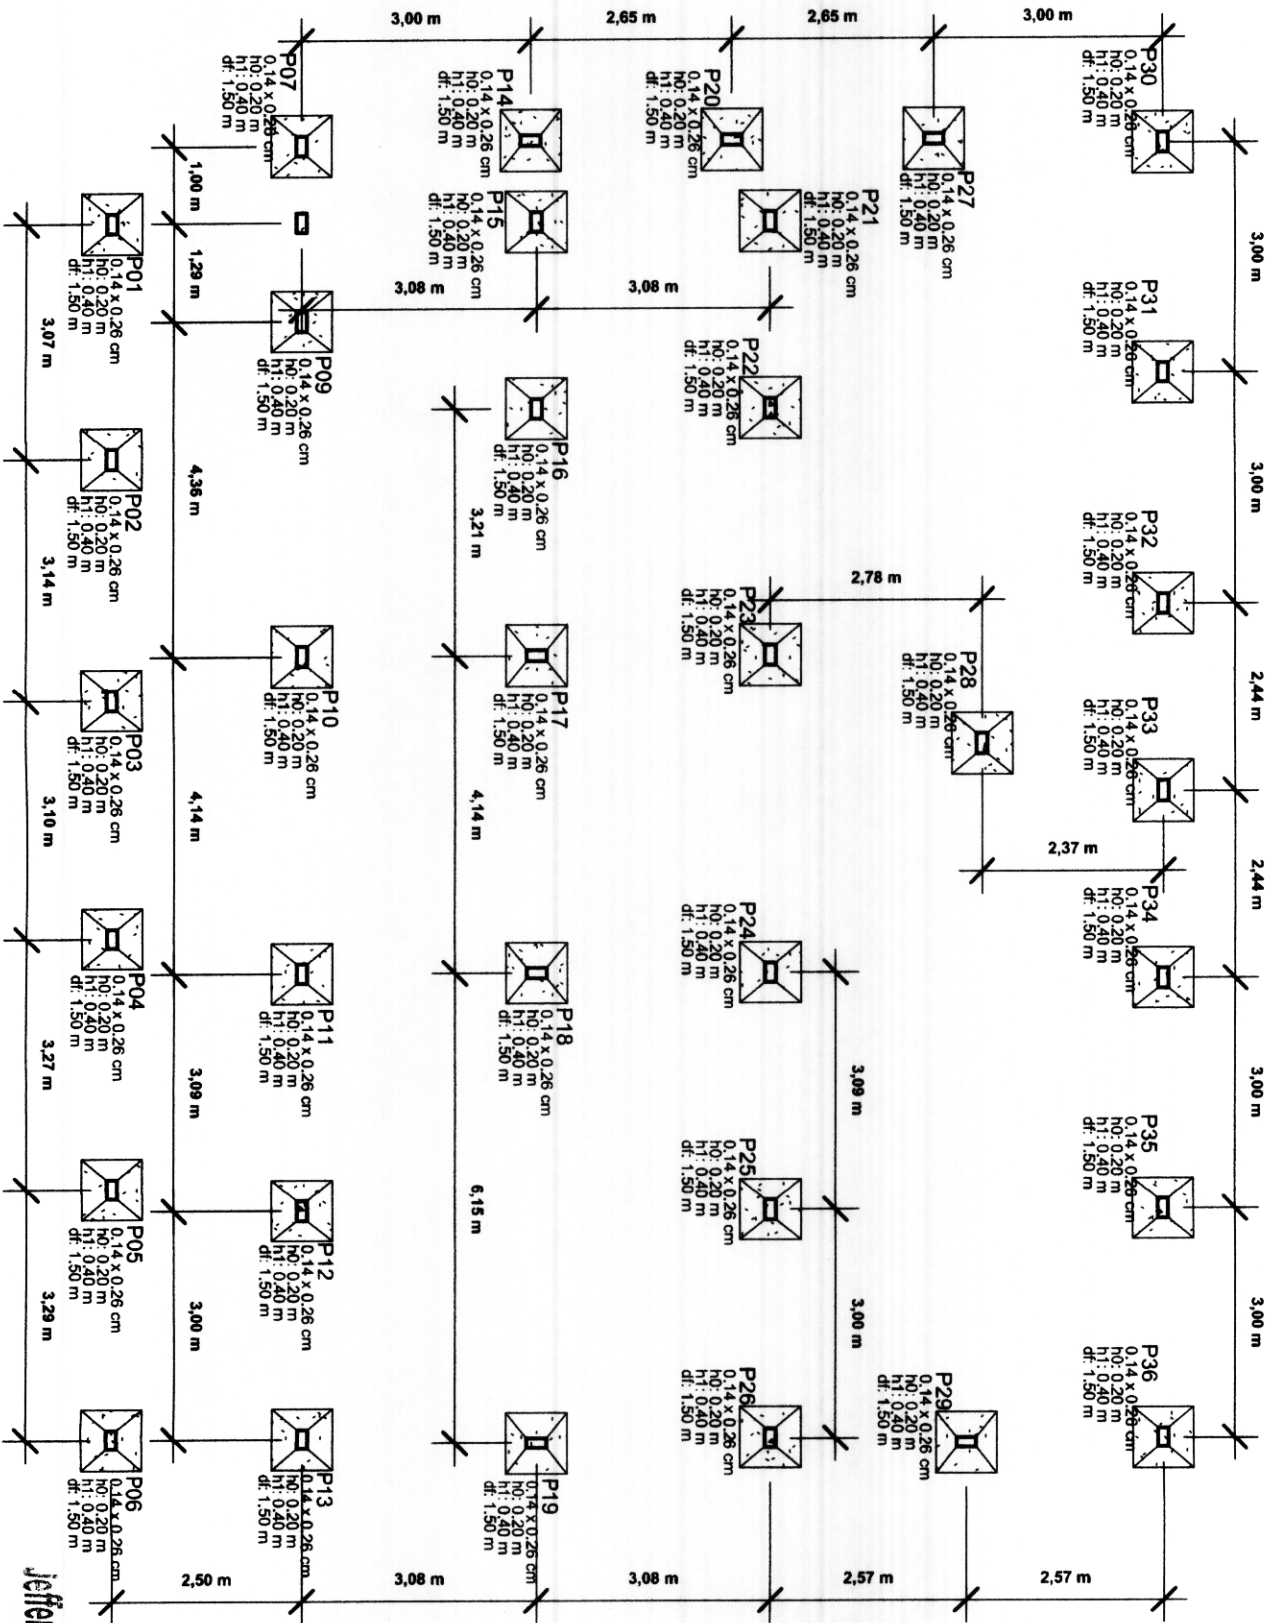 3,00 m
2,65 m
2,65 m
3,00 m
P07
0,14 x 0.26 cm
h0: 0.20 m
h1: 0,40 m
df: 1.50 m
P14
0,14 x 0.26 cm
h0: 0.20 m
h1: 0,40 m
df: 1.50 m
P20
0,14 x 0.26 cm
h0: 0.20 m
h1: 0,40 m
df: 1.50 m
P27
0,14 x 0.26 cm
h0: 0.20 m
h1: 0,40 m
df: 1.50 m
P30
0,14 x 0.26 cm
h0: 0.20 m
h1: 0,40 m
df: 1.50 m
1,00 m
P15
0,14 x 0.26 cm
h0: 0.20 m
h1: 0,40 m
df: 1.50 m
P21
0,14 x 0.26 cm
h0: 0.20 m
h1: 0,40 m
df: 1.50 m
3,00 m
P01
0,14 x 0.26 cm
h0: 0.20 m
h1: 0,40 m
df: 1.50 m
1,29 m
3,08 m
3,08 m
P31
0,14 x 0.26 cm
h0: 0.20 m
h1: 0,40 m
df: 1.50 m
3,07 m
P09
0,14 x 0.26 cm
h0: 0.20 m
h1: 0,40 m
df: 1.50 m
P22
0,14 x 0.26 cm
h0: 0.20 m
h1: 0,40 m
df: 1.50 m
P16
0,14 x 0.26 cm
h0: 0.20 m
h1: 0,40 m
df: 1.50 m
4,36 m
3,00 m
P02
0,14 x 0.26 cm
h0: 0.20 m
h1: 0,40 m
df: 1.50 m
3,21 m
P32
0,14 x 0.26 cm
h0: 0.20 m
h1: 0,40 m
df: 1.50 m
3,14 m
2,78 m
P23
0,14 x 0.26 cm
h0: 0.20 m
h1: 0,40 m
df: 1.50 m
P28
0,14 x 0.26 cm
h0: 0.20 m
h1: 0,40 m
df: 1.50 m
2,44 m
P10
0,14 x 0.26 cm
h0: 0.20 m
h1: 0,40 m
df: 1.50 m
P17
0,14 x 0.26 cm
h0: 0.20 m
h1: 0,40 m
df: 1.50 m
P33
0,14 x 0.26 cm
h0: 0.20 m
h1: 0,40 m
df: 1.50 m
P03
0,14 x 0.26 cm
h0: 0.20 m
h1: 0,40 m
df: 1.50 m
3,10 m
4,14 m
4,14 m
2,37 m
2,44 m
P24
0,14 x 0.26 cm
h0: 0.20 m
h1: 0,40 m
df: 1.50 m
P34
0,14 x 0.26 cm
h0: 0.20 m
h1: 0,40 m
df: 1.50 m
P04
0,14 x 0.26 cm
h0: 0.20 m
h1: 0,40 m
df: 1.50 m
P11
0,14 x 0.26 cm
h0: 0.20 m
h1: 0,40 m
df: 1.50 m
P18
0,14 x 0.26 cm
h0: 0.20 m
h1: 0,40 m
df: 1.50 m
3,27 m
3,09 m
3,09 m
3,00 m
P25
0,14 x 0.26 cm
h0: 0.20 m
h1: 0,40 m
df: 1.50 m
P35
0,14 x 0.26 cm
h0: 0.20 m
h1: 0,40 m
df: 1.50 m
6,15 m
P05
0,14 x 0.26 cm
h0: 0.20 m
h1: 0,40 m
df: 1.50 m
P12
0,14 x 0.26 cm
h0: 0.20 m
h1: 0,40 m
df: 1.50 m
3,29 m
3,00 m
3,00 m
3,00 m
P26
0,14 x 0.26 cm
h0: 0.20 m
h1: 0,40 m
df: 1.50 m
P29
0,14 x 0.26 cm
h0: 0.20 m
h1: 0,40 m
df: 1.50 m
P36
0,14 x 0.26 cm
h0: 0.20 m
h1: 0,40 m
df: 1.50 m
P06
0,14 x 0.26 cm
h0: 0.20 m
h1: 0,40 m
df: 1.50 m
P13
0,14 x 0.26 cm
h0: 0.20 m
h1: 0,40 m
df: 1.50 m
P19
0,14 x 0.26 cm
h0: 0.20 m
h1: 0,40 m
df: 1.50 m
2,50 m
3,08 m
3,08 m
2,57 m
2,57 m